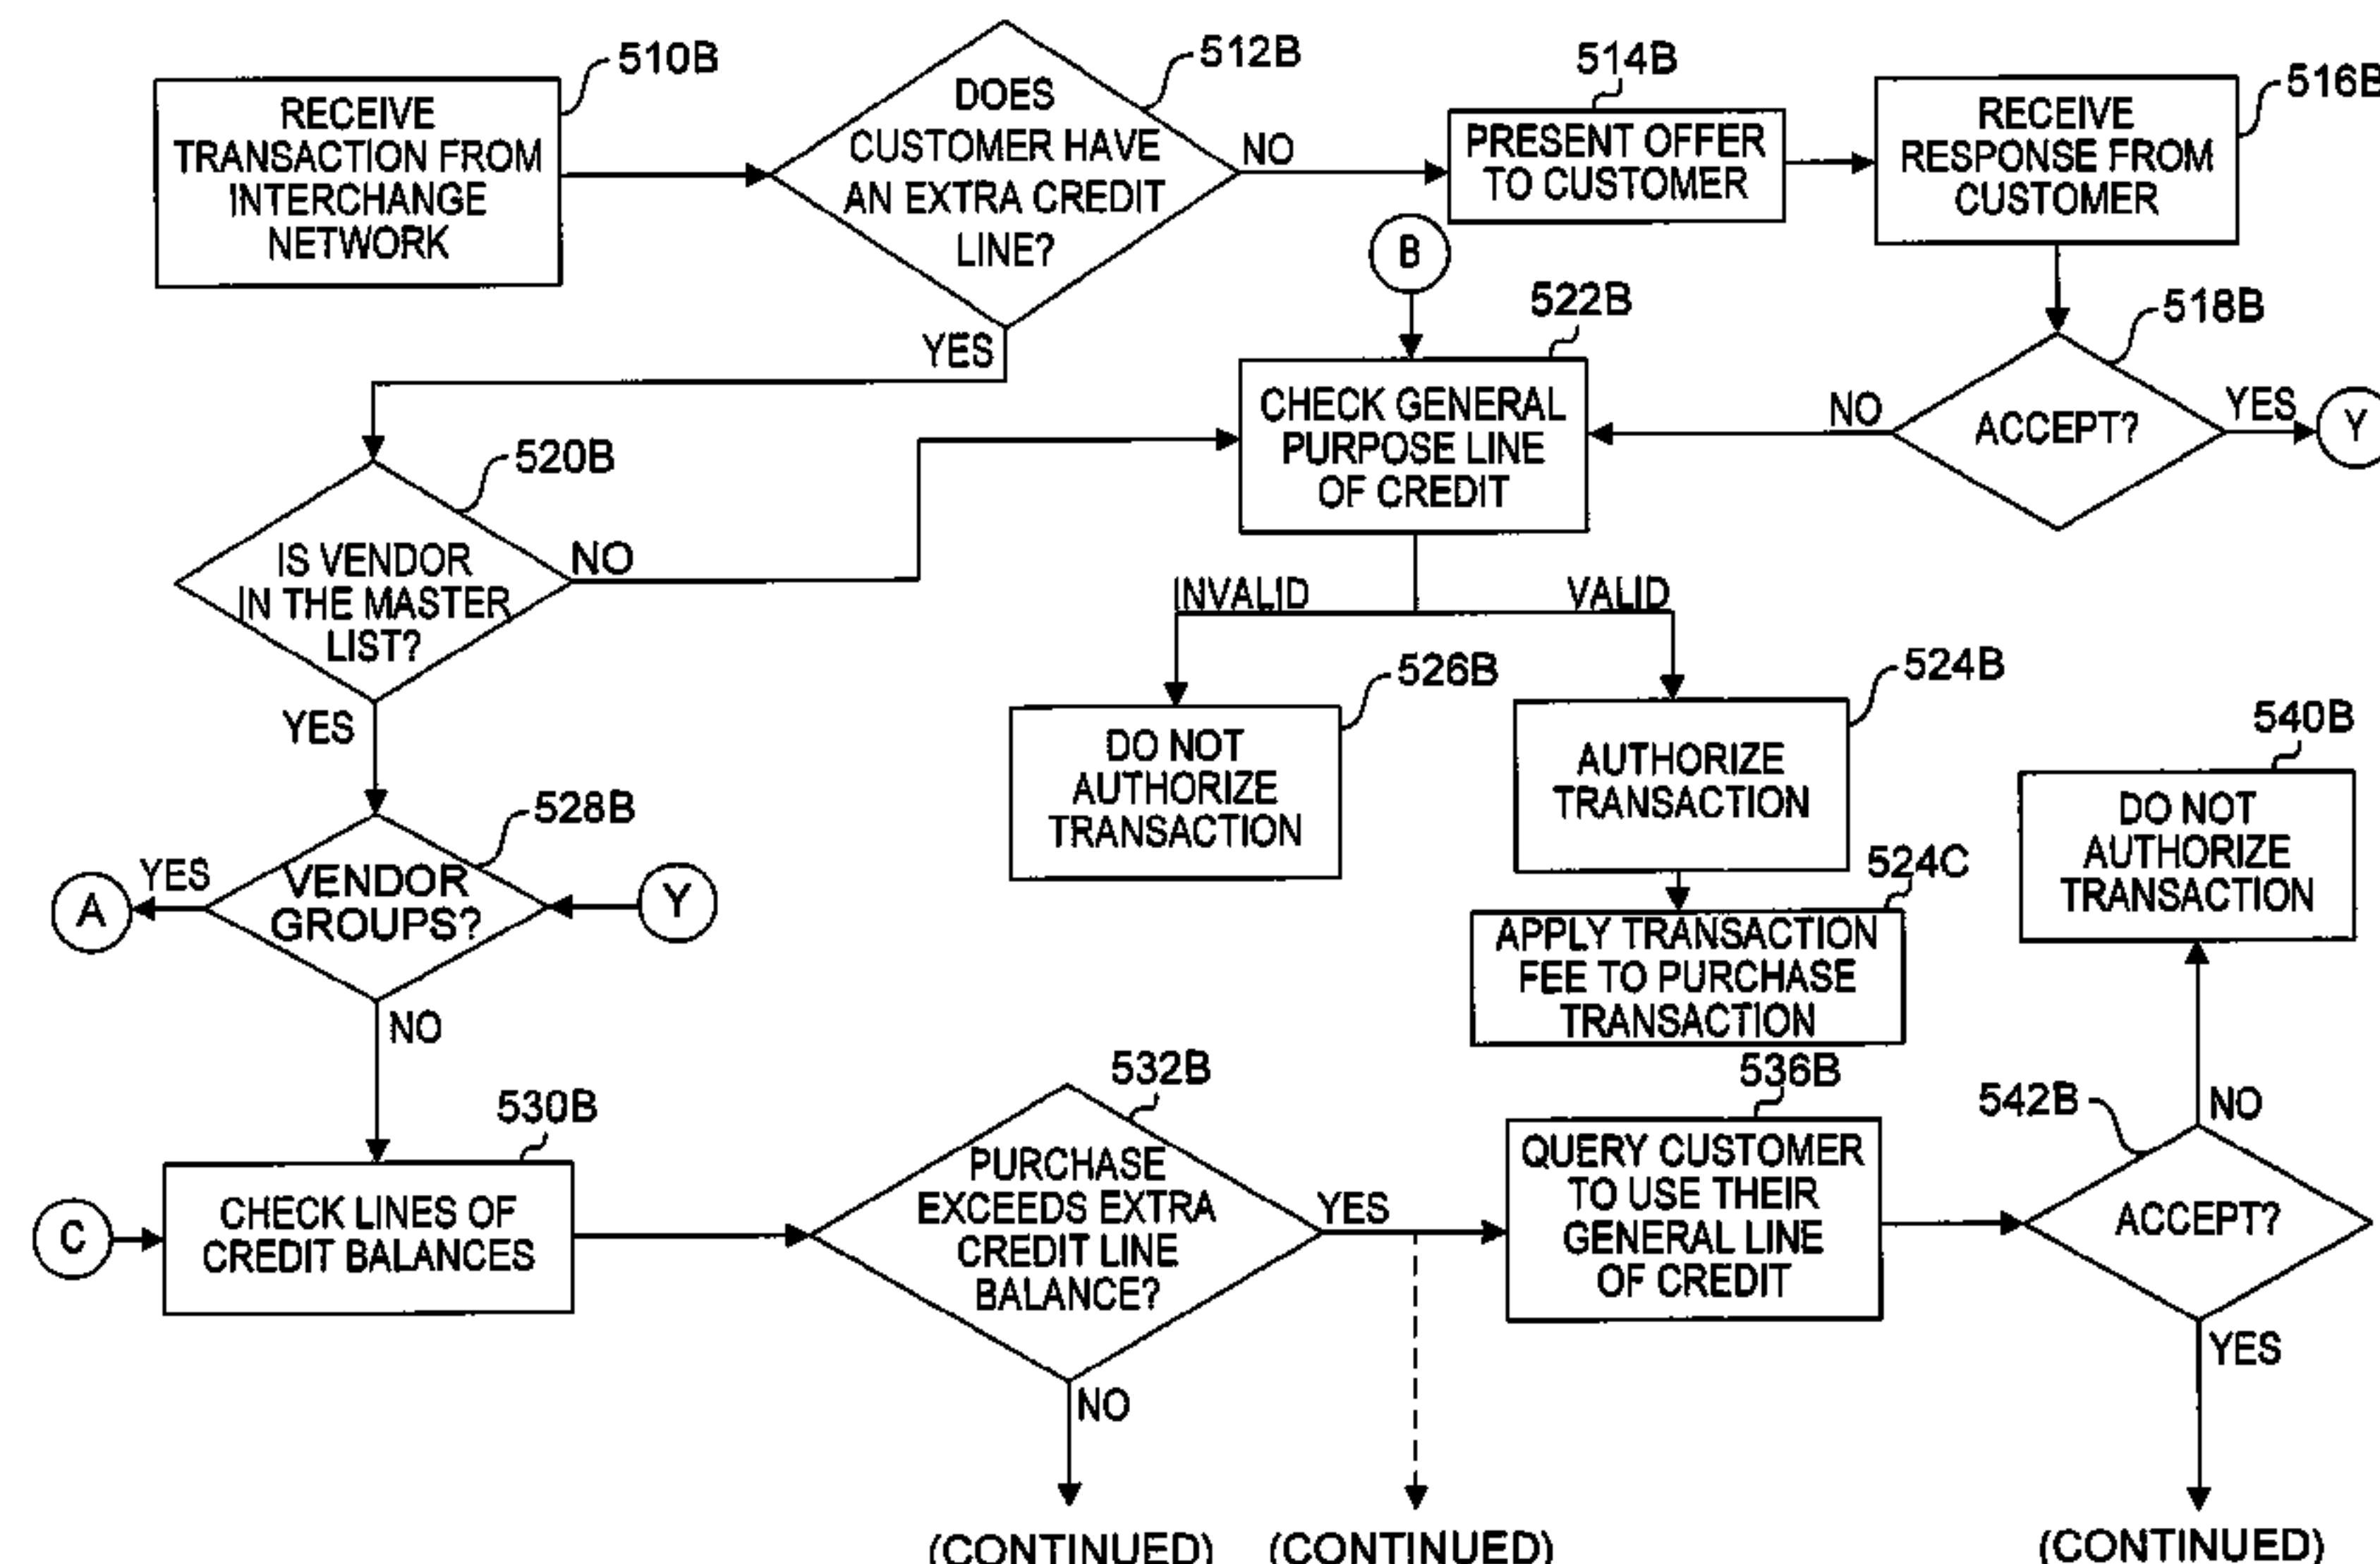 510B
RECEIVE
TRANSACTION FROM
INTERCHANGE
NETWORK
512B
DOES
CUSTOMER HAVE
AN EXTRA CREDIT
LINE?
NO
YES
514B
PRESENT OFFER
TO CUSTOMER
516B
RECEIVE
RESPONSE FROM
CUSTOMER
B
522B
CHECK GENERAL
PURPOSE LINE
OF CREDIT
518B
ACCEPT?
NO
YES
Y
520B
IS VENDOR
IN THE MASTER
LIST?
NO
YES
INVALID
VALID
526B
DO NOT
AUTHORIZE
TRANSACTION
524B
AUTHORIZE
TRANSACTION
524C
APPLY TRANSACTION
FEE TO PURCHASE
TRANSACTION
540B
DO NOT
AUTHORIZE
TRANSACTION
528B
VENDOR
GROUPS?
YES
A
Y
NO
530B
C
CHECK LINES OF
CREDIT BALANCES
532B
PURCHASE
EXCEEDS EXTRA
CREDIT LINE
BALANCE?
YES
NO
536B
QUERY CUSTOMER
TO USE THEIR
GENERAL LINE
OF CREDIT
542B
ACCEPT?
NO
YES
(CONTINUED)
(CONTINUED)
(CONTINUED)